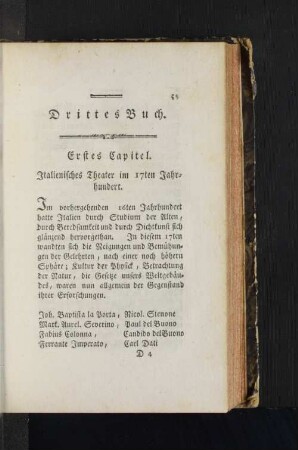 Drittes Buch.
Erstes Capitel.
Italienisches Theater im 17ten Jahr-
hundert.
Im vorhergehenden 16ten Jahrhundert
hatte Italien durch Studium der Alten,
durch Beredsamkeit und durch Dichtkunst sich
glänzend hervorgethan. In diesem 17ten
wandten sich die Neigungen und Bemühun-
gen der Gelehrten, nach einer noch höhern
Sphäre; Kultur der Physick, Betrachtung
der Natur, die Gesetze unsers Weltgebäu-
des, waren nun allgemein der Gegenstand
ihrer Erforschungen.
Joh. Baptista la Porta, Nicol. Stenone
Mark. Aurel. Severino, Paul del Buono
Fabius Colonna, Candido del Buono
Ferrante Imperato, Carl Dati
D 4